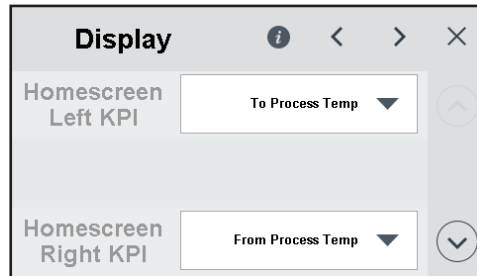 Display
Homescreen
Left KPI
To Process Temp
Homescreen
Right KPI
From Process Temp